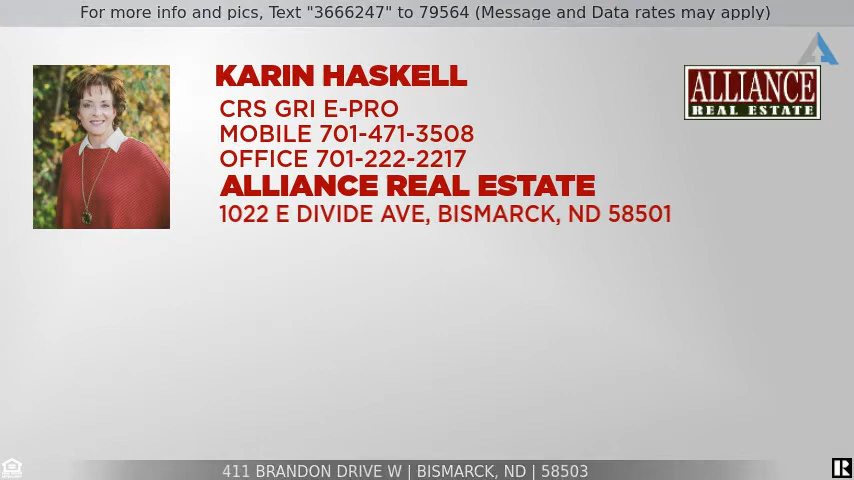 For more info and pics, Text "3666247" to 79564 (Message and Data rates may apply)
KARIN HASKELL
CRS GRI E-PRO
MOBILE 701-471-3508
OFFICE 701-222-2217
ALLIANCE REAL ESTATE
1022 E DIVIDE AVE, BISMARCK, ND 58501
ALLIANCE
REAL ESTATE
411 BRANDON DRIVE W | BISMARCK, ND | 58503